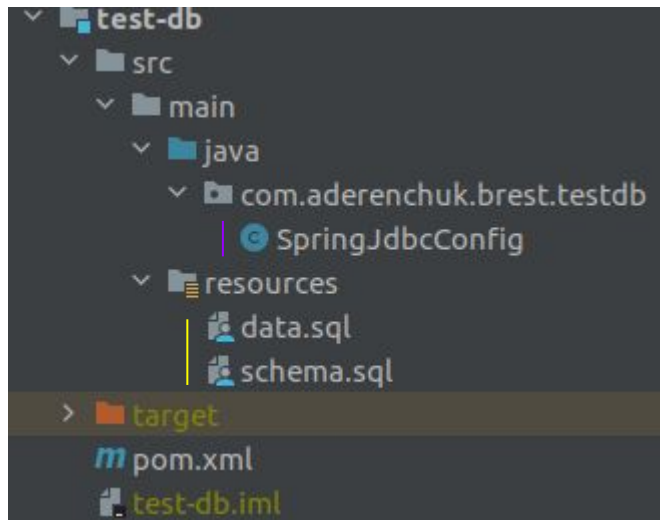 test-db
src
main
java
com.aderenchuk.brest.testdb
C SpringJdbcConfig
resources
data.sql
schema.sql
target
m pom.xml
test-db.iml